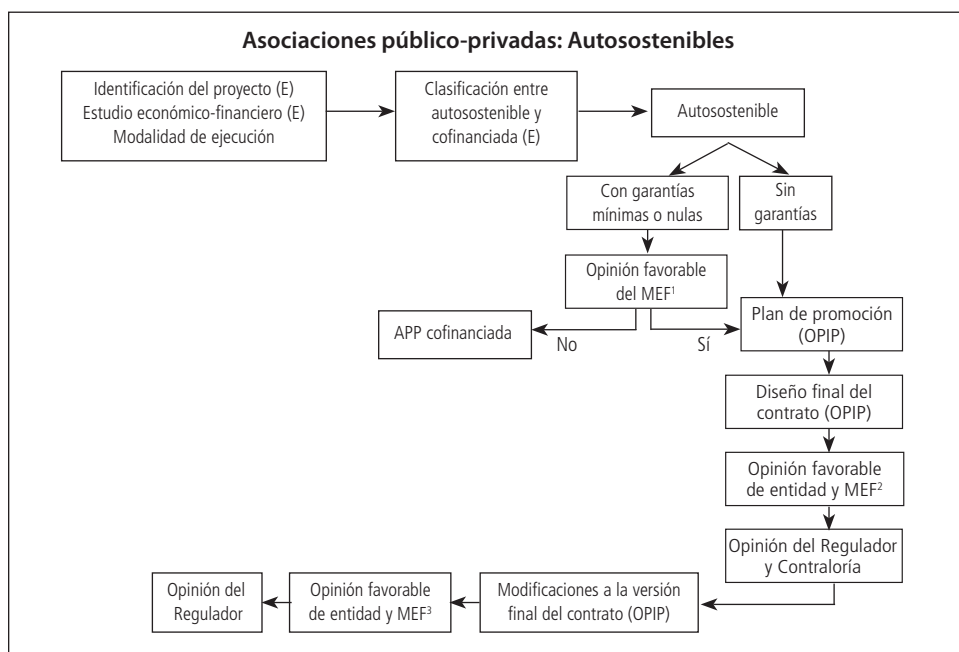 Asociaciones público-privadas: Autosostenibles
Identificación del proyecto (E)
Estudio económico-financiero (E)
Modalidad de ejecución
Clasificación entre
autosostenible y
cofinanciada (E)
Autosostenible
Con garantías
mínimas o nulas
Sin
garantías
Opinión favorable
del MEF¹
APP cofinanciada
No
Sí
Plan de promoción
(OPIP)
Diseño final del
contrato (OPIP)
Opinión favorable
de entidad y MEF²
Opinión del Regulador
y Contraloría
Modificaciones a la versión
final del contrato (OPIP)
Opinión favorable
de entidad y MEF³
Opinión del
Regulador